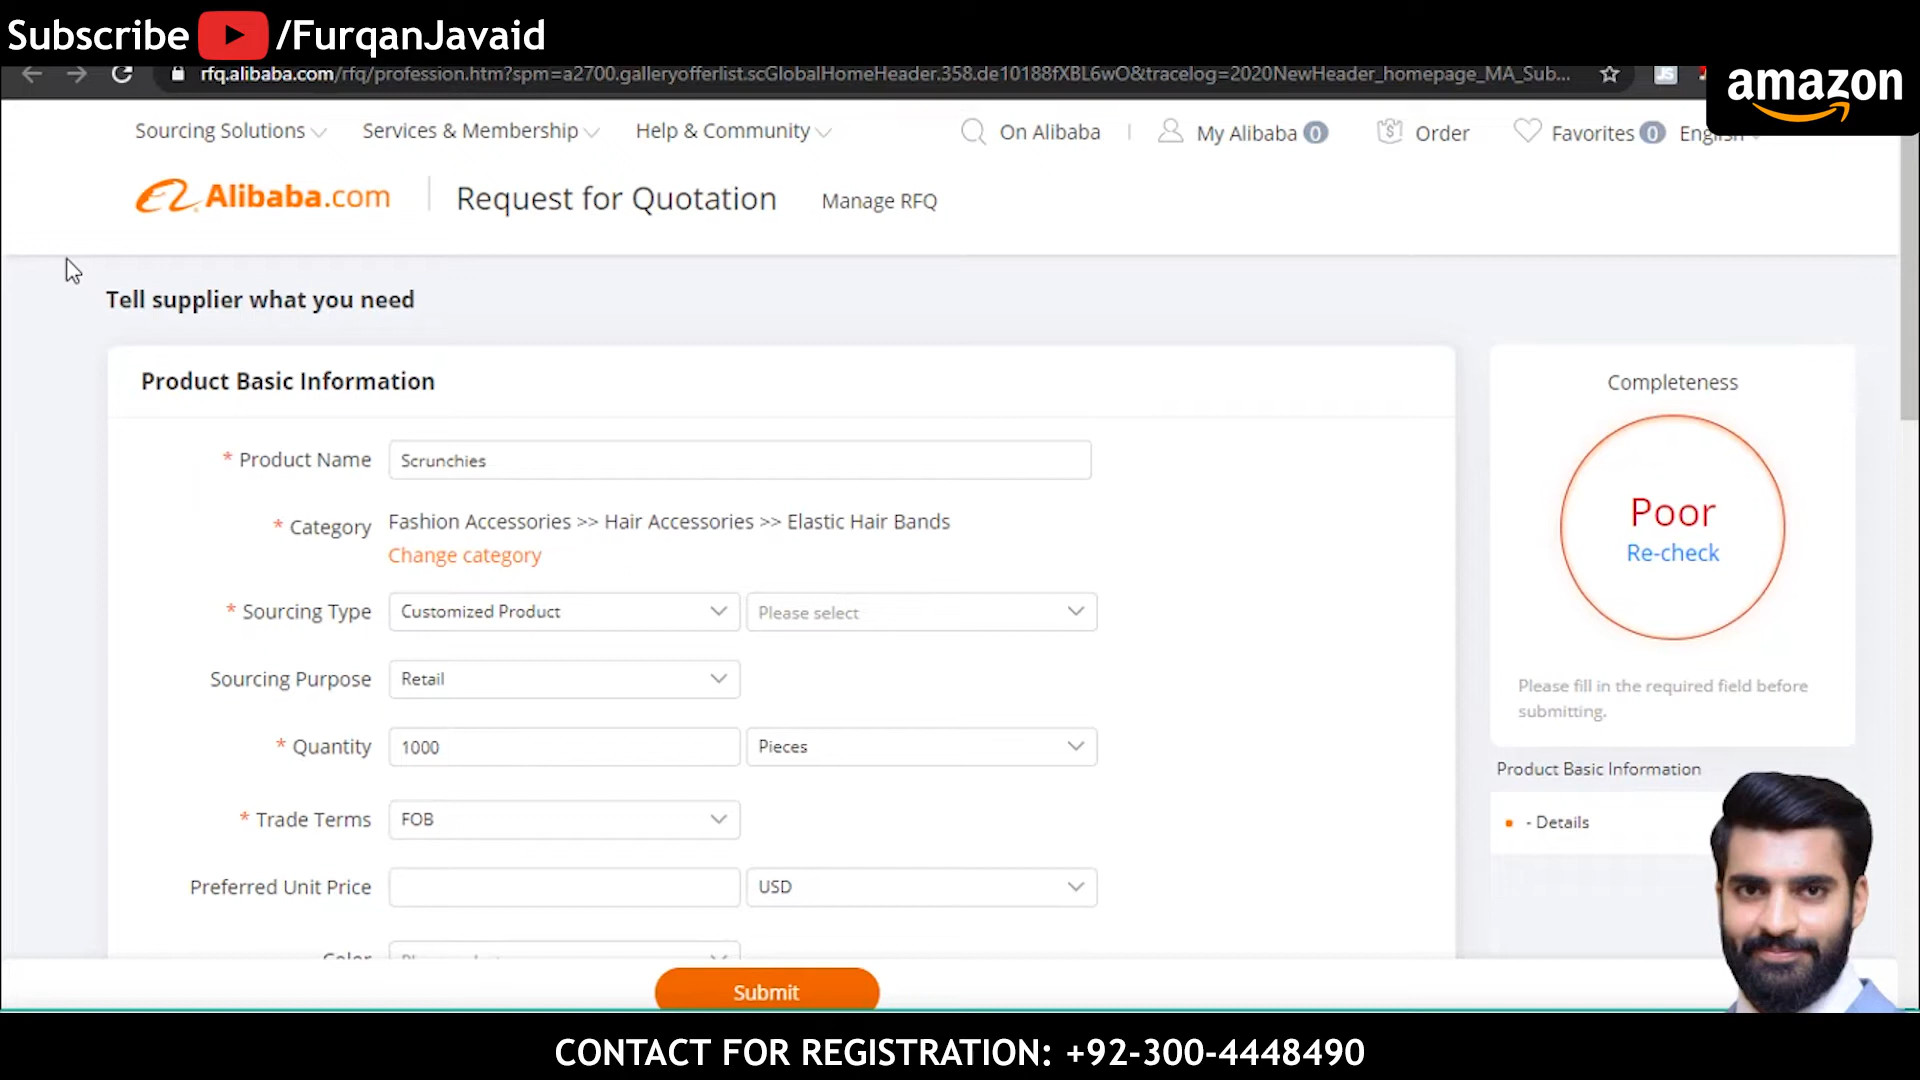 Subscribe /FurqanJavaid
rfq.alibaba.com/rfq/profession.htm?spm=a2700.galleryofferlist.scGlobalHomeHeader.358.de10188fXBL6wO&tracelog=2020NewHeader_homepage_MA_Sub...
amazon
Sourcing Solutions Services & Membership Help & Community On Alibaba My Alibaba 0 Order Favorites 0 English
Alibaba.com Request for Quotation Manage RFQ
Tell supplier what you need
Product Basic Information
Completeness
* Product Name Scrunchies
Poor
Re-check
* Category Fashion Accessories >> Hair Accessories >> Elastic Hair Bands
Change category
* Sourcing Type Customized Product Please select
Sourcing Purpose Retail
Please fill in the required field before
submitting.
* Quantity 1000 Pieces
Product Basic Information
* Trade Terms FOB
- Details
Preferred Unit Price USD
Color
Submit
CONTACT FOR REGISTRATION: +92-300-4448490